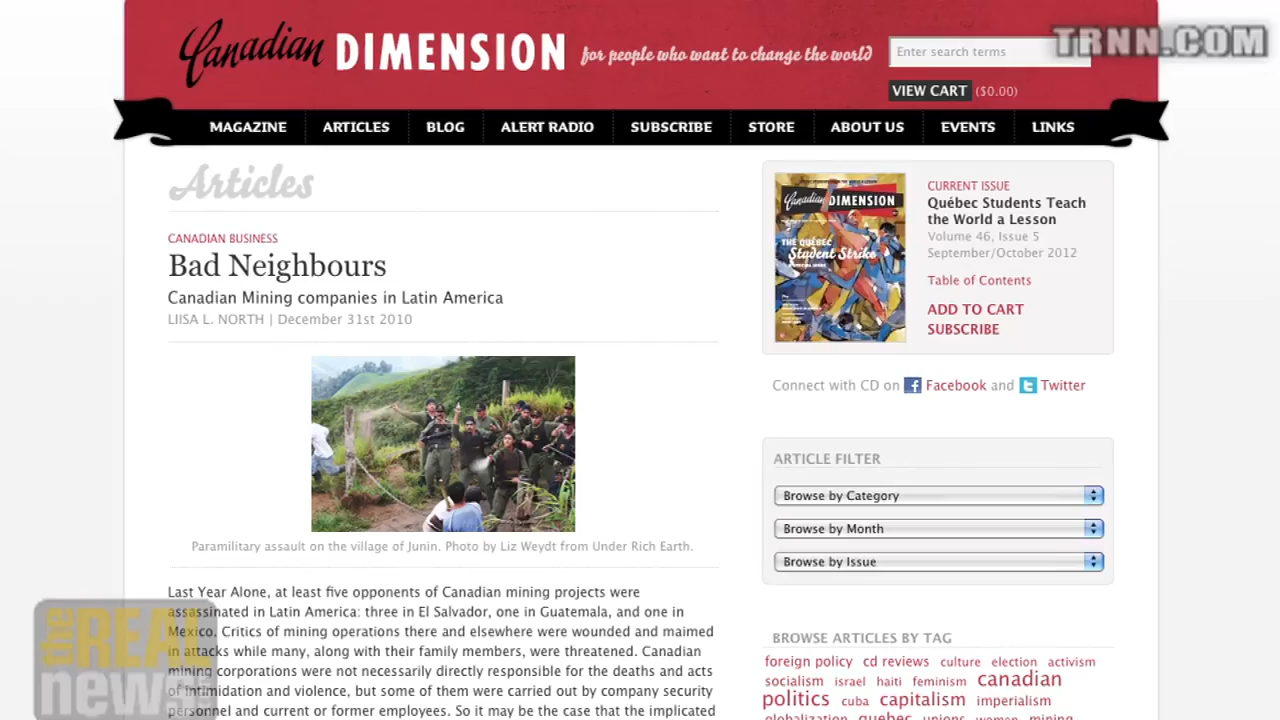 Canadian DIMENSION for people who want to change the world
Enter search terms
TRNN.COM
VIEW CART ($0.00)
MAGAZINE ARTICLES BLOG ALERT RADIO SUBSCRIBE STORE ABOUT US EVENTS LINKS
Articles
CANADIAN BUSINESS
Bad Neighbours
Canadian Mining companies in Latin America
LIISA L. NORTH | December 31st 2010
Paramilitary assault on the village of Junin. Photo by Liz Weydt from Under Rich Earth.
Last Year Alone, at least five opponents of Canadian mining projects were
assassinated in Latin America: three in El Salvador, one in Guatemala, and one in
Mexico. Critics of mining operations there and elsewhere were wounded and maimed
in attacks while many, along with their family members, were threatened. Canadian
mining corporations were not necessarily directly responsible for the deaths and acts
of intimidation and violence, but some of them were carried out by company security
personnel and current or former employees. So it may be the case that the implicated
the REAL
news
Canadian DIMENSION
THE QUÉBEC
Student Strike
CURRENT ISSUE
Québec Students Teach
the World a Lesson
Volume 46, Issue 5
September/October 2012
Table of Contents
ADD TO CART
SUBSCRIBE
Connect with CD on Facebook and Twitter
ARTICLE FILTER
Browse by Category
Browse by Month
Browse by Issue
BROWSE ARTICLES BY TAG
foreign policy cd reviews culture election activism
socialism israel haiti feminism canadian
politics cuba capitalism imperialism
globalization quebec unions women mining